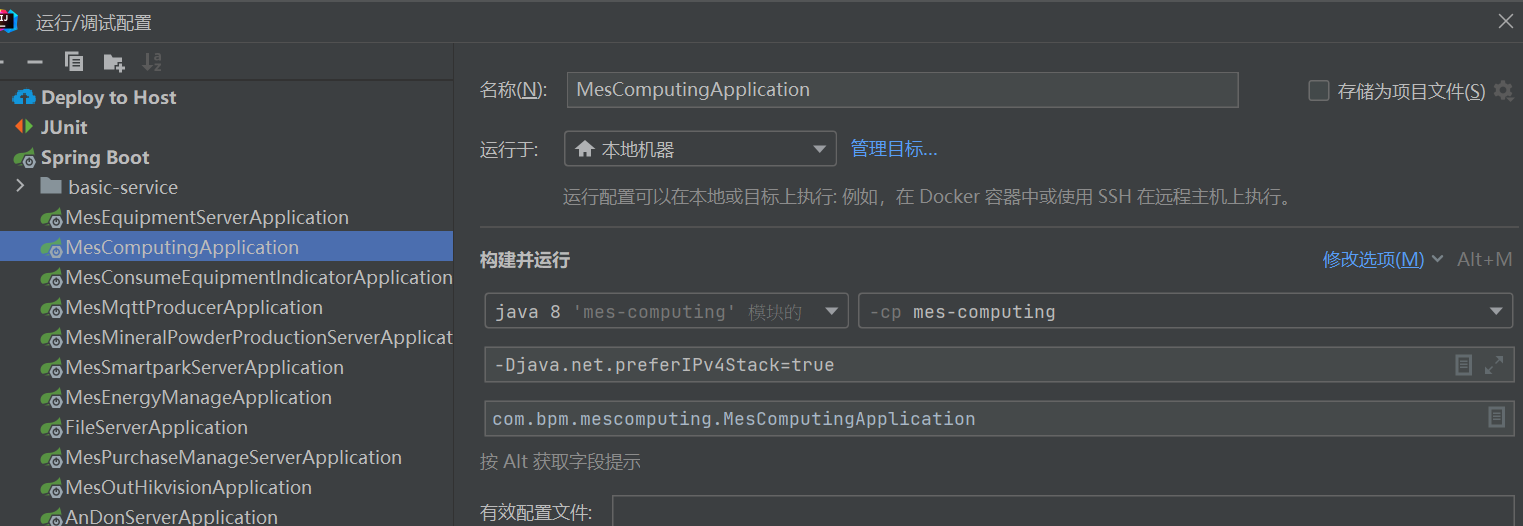 运行/调试配置
Deploy to Host
JUnit
Spring Boot
basic-service
MesEquipmentServerApplication
MesComputingApplication
MesConsumeEquipmentIndicatorApplication
MesMqttProducerApplication
MesMineralPowderProductionServerApplicat
MesSmartparkServerApplication
MesEnergyManageApplication
FileServerApplication
MesPurchaseManageServerApplication
MesOutHikvisionApplication
AnDonServerApplication
名称(N): MesComputingApplication 存储为项目文件(S)
运行于: 本地机器 管理目标...
运行配置可以在本地或目标上执行: 例如，在 Docker 容器中或使用 SSH 在远程主机上执行。
构建并运行 修改选项(M) Alt+M
java 8 'mes-computing' 模块的 -cp mes-computing
-Djava.net.preferIPv4Stack=true
com.bpm.mescomputing.MesComputingApplication
按 Alt 获取字段提示
有效配置文件: